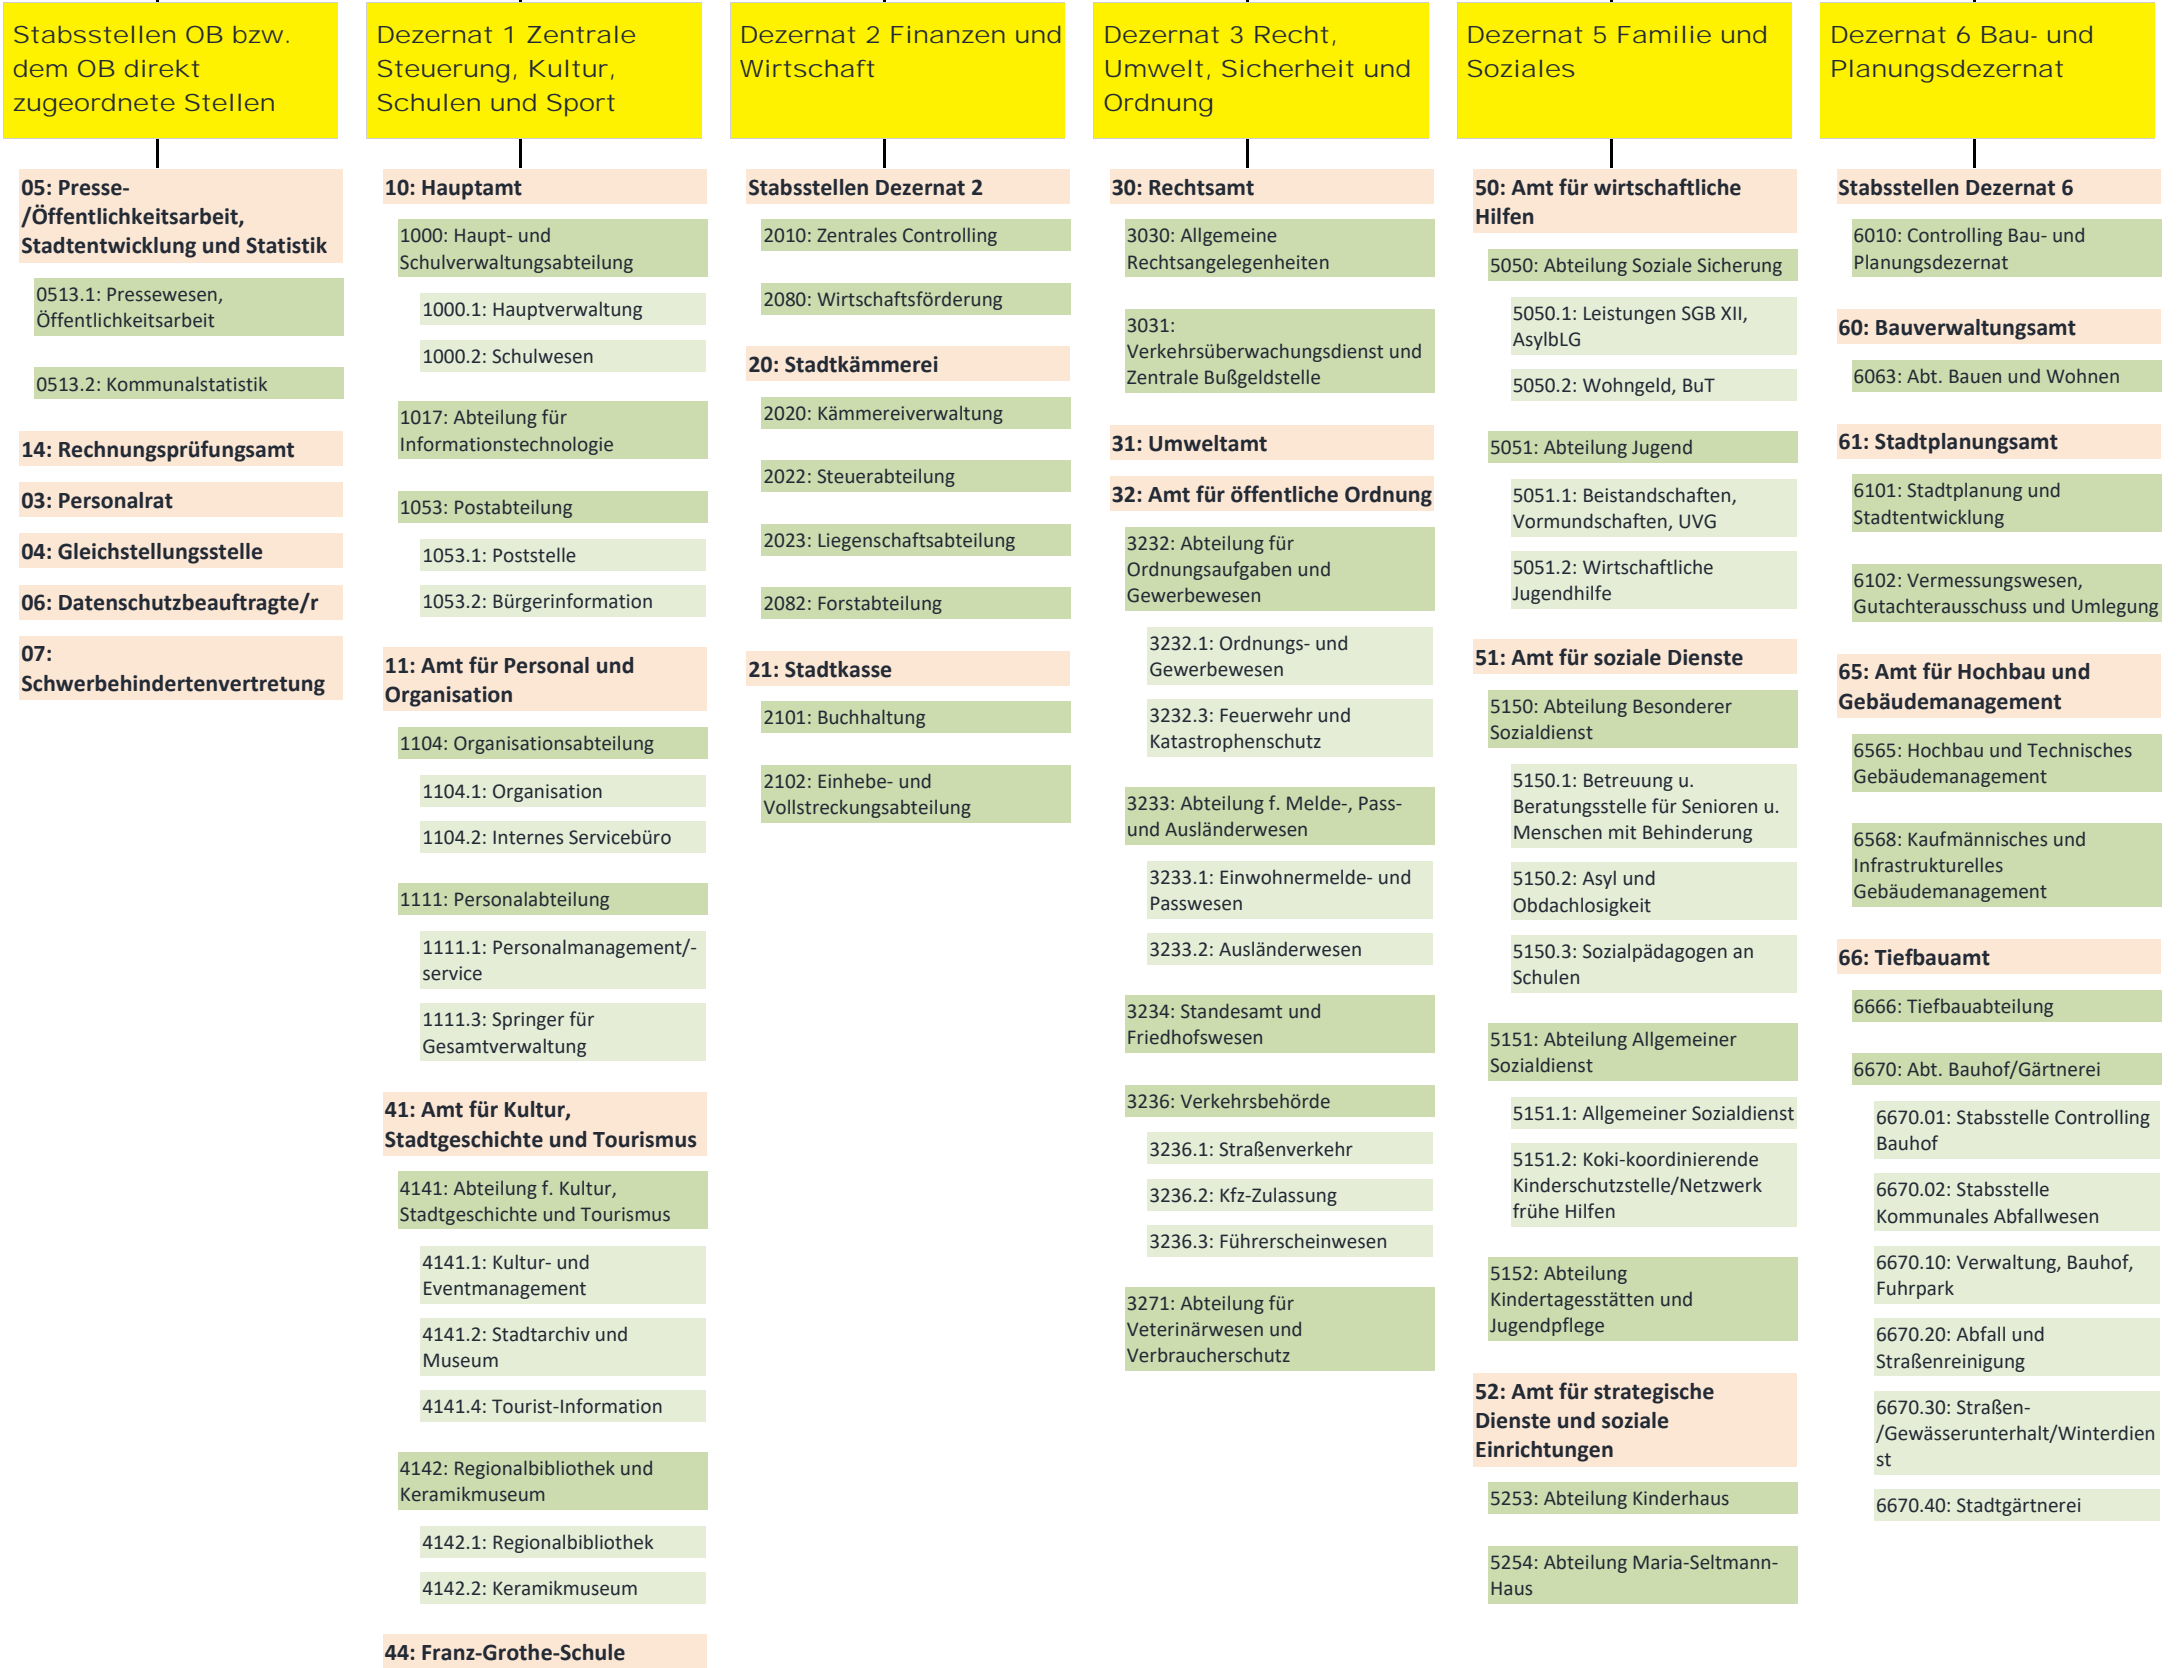 Stabsstellen OB bzw.
dem OB direkt
zugeordnete Stellen
05: Presse-
/Öffentlichkeitsarbeit,
Stadtentwicklung und Statistik
0513.1: Pressewesen,
Öffentlichkeitsarbeit
0513.2: Kommunalstatistik
14: Rechnungsprüfungsamt
03: Personalrat
04: Gleichstellungsstelle
06: Datenschutzbeauftragte/r
07:
Schwerbehindertenvertretung
Dezernat 1 Zentrale
Steuerung, Kultur,
Schulen und Sport
10: Hauptamt
1000: Haupt- und
Schulverwaltungsabteilung
1000.1: Hauptverwaltung
1000.2: Schulwesen
1017: Abteilung für
Informationstechnologie
1053: Postabteilung
1053.1: Poststelle
1053.2: Bürgerinformation
11: Amt für Personal und
Organisation
1104: Organisationsabteilung
1104.1: Organisation
1104.2: Internes Servicebüro
1111: Personalabteilung
1111.1: Personalmanagement/-
service
1111.3: Springer für
Gesamtverwaltung
41: Amt für Kultur,
Stadtgeschichte und Tourismus
4141: Abteilung f. Kultur,
Stadtgeschichte und Tourismus
4141.1: Kultur- und
Eventmanagement
4141.2: Stadtarchiv und
Museum
4141.4: Tourist-Information
4142: Regionalbibliothek und
Keramikmuseum
4142.1: Regionalbibliothek
4142.2: Keramikmuseum
44: Franz-Grothe-Schule
Dezernat 2 Finanzen und
Wirtschaft
Stabsstellen Dezernat 2
2010: Zentrales Controlling
2080: Wirtschaftsförderung
20: Stadtkämmerei
2020: Kämmereiverwaltung
2022: Steuerabteilung
2023: Liegenschaftsabteilung
2082: Forstabteilung
21: Stadtkasse
2101: Buchhaltung
2102: Einhebe- und
Vollstreckungsabteilung
Dezernat 3 Recht,
Umwelt, Sicherheit und
Ordnung
30: Rechtsamt
3030: Allgemeine
Rechtsangelegenheiten
3031:
Verkehrsüberwachungsdienst und
Zentrale Bußgeldstelle
31: Umweltamt
32: Amt für öffentliche Ordnung
3232: Abteilung für
Ordnungsaufgaben und
Gewerbewesen
3232.1: Ordnungs- und
Gewerbewesen
3232.3: Feuerwehr und
Katastrophenschutz
3233: Abteilung f. Melde-, Pass-
und Ausländerwesen
3233.1: Einwohnermelde- und
Passwesen
3233.2: Ausländerwesen
3234: Standesamt und
Friedhofswesen
3236: Verkehrsbehörde
3236.1: Straßenverkehr
3236.2: Kfz-Zulassung
3236.3: Führerscheinwesen
3271: Abteilung für
Veterinärwesen und
Verbraucherschutz
Dezernat 5 Familie und
Soziales
50: Amt für wirtschaftliche
Hilfen
5050: Abteilung Soziale Sicherung
5050.1: Leistungen SGB XII,
AsylbLG
5050.2: Wohngeld, BuT
5051: Abteilung Jugend
5051.1: Beistandschaften,
Vormundschaften, UVG
5051.2: Wirtschaftliche
Jugendhilfe
51: Amt für soziale Dienste
5150: Abteilung Besonderer
Sozialdienst
5150.1: Betreuung u.
Beratungsstelle für Senioren u.
Menschen mit Behinderung
5150.2: Asyl und
Obdachlosigkeit
5150.3: Sozialpädagogen an
Schulen
5151: Abteilung Allgemeiner
Sozialdienst
5151.1: Allgemeiner Sozialdienst
5151.2: Koki-koordinierende
Kinderschutzstelle/Netzwerk
frühe Hilfen
5152: Abteilung
Kindertagesstätten und
Jugendpflege
52: Amt für strategische
Dienste und soziale
Einrichtungen
5253: Abteilung Kinderhaus
5254: Abteilung Maria-Seltmann-
Haus
Dezernat 6 Bau- und
Planungsdezernat
Stabsstellen Dezernat 6
6010: Controlling Bau- und
Planungsdezernat
60: Bauverwaltungsamt
6063: Abt. Bauen und Wohnen
61: Stadtplanungsamt
6101: Stadtplanung und
Stadtentwicklung
6102: Vermessungswesen,
Gutachterausschuss und Umlegung
65: Amt für Hochbau und
Gebäudemanagement
6565: Hochbau und Technisches
Gebäudemanagement
6568: Kaufmännisches und
Infrastrukturelles
Gebäudemanagement
66: Tiefbauamt
6666: Tiefbauabteilung
6670: Abt. Bauhof/Gärtnerei
6670.01: Stabsstelle Controlling
Bauhof
6670.02: Stabsstelle
Kommunales Abfallwesen
6670.10: Verwaltung, Bauhof,
Fuhrpark
6670.20: Abfall und
Straßenreinigung
6670.30: Straßen-
/Gewässerunterhalt/Winterdien
st
6670.40: Stadtgärtnerei